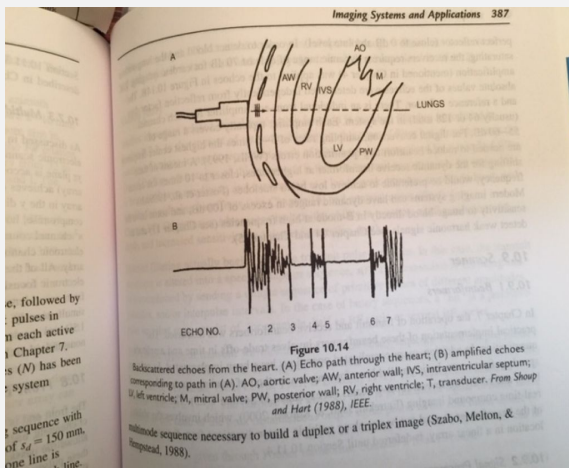 Imaging Systems and Applications 387
A
AO
AW
RV
IVS
M
LUNGS
LV
PW
B
ECHO NO. 1 2 3 4 5 6 7
Figure 10.14
Backscattered echoes from the heart. (A) Echo path through the heart; (B) amplified echoes
corresponding to path in (A). AO, aortic valve; AW, anterior wall; IVS, intraventricular septum;
LV, left ventricle; M, mitral valve; PW, posterior wall; RV, right ventricle; T, transducer. From Shoup
and Hart (1988), IEEE.
multimode sequence necessary to build a duplex or a triplex image (Szabo, Melton, &
Hempstead, 1988).
, followed by
pulses in
each active
Chapter 7.
s (N) has been
system
sequence with
of sd = 150 mm,
one line is